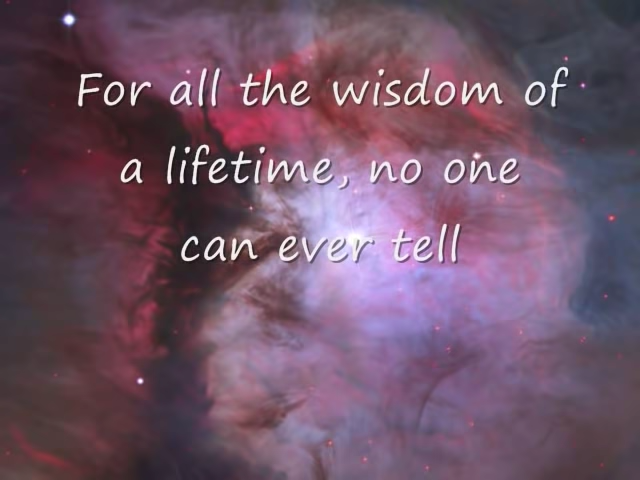 For all the wisdom of
a lifetime, no one
can ever tell